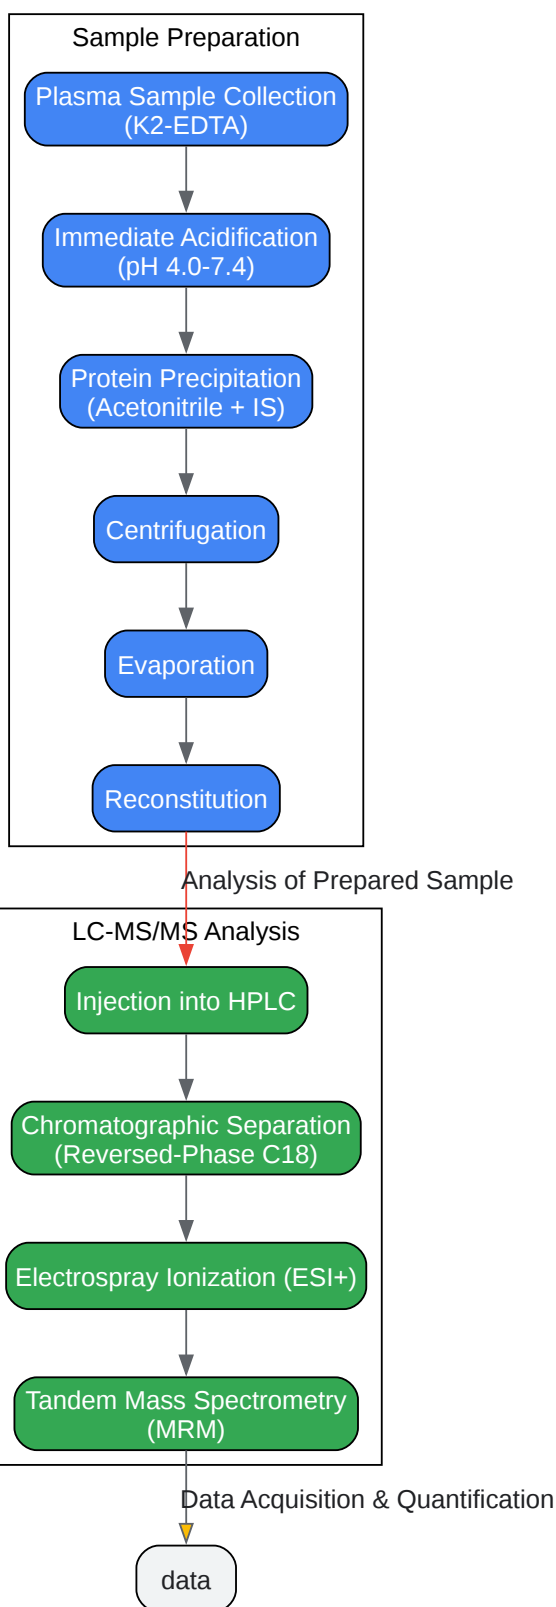 Sample Preparation
Plasma Sample Collection
(K2-EDTA)
Immediate Acidification
(pH 4.0-7.4)
Protein Precipitation
(Acetonitrile + IS)
Centrifugation
Evaporation
Reconstitution
Analysis of Prepared Sample
LC-MS/MS Analysis
Injection into HPLC
Chromatographic Separation
(Reversed-Phase C18)
Electrospray Ionization (ESI+)
Tandem Mass Spectrometry
(MRM)
Data Acquisition & Quantification
data